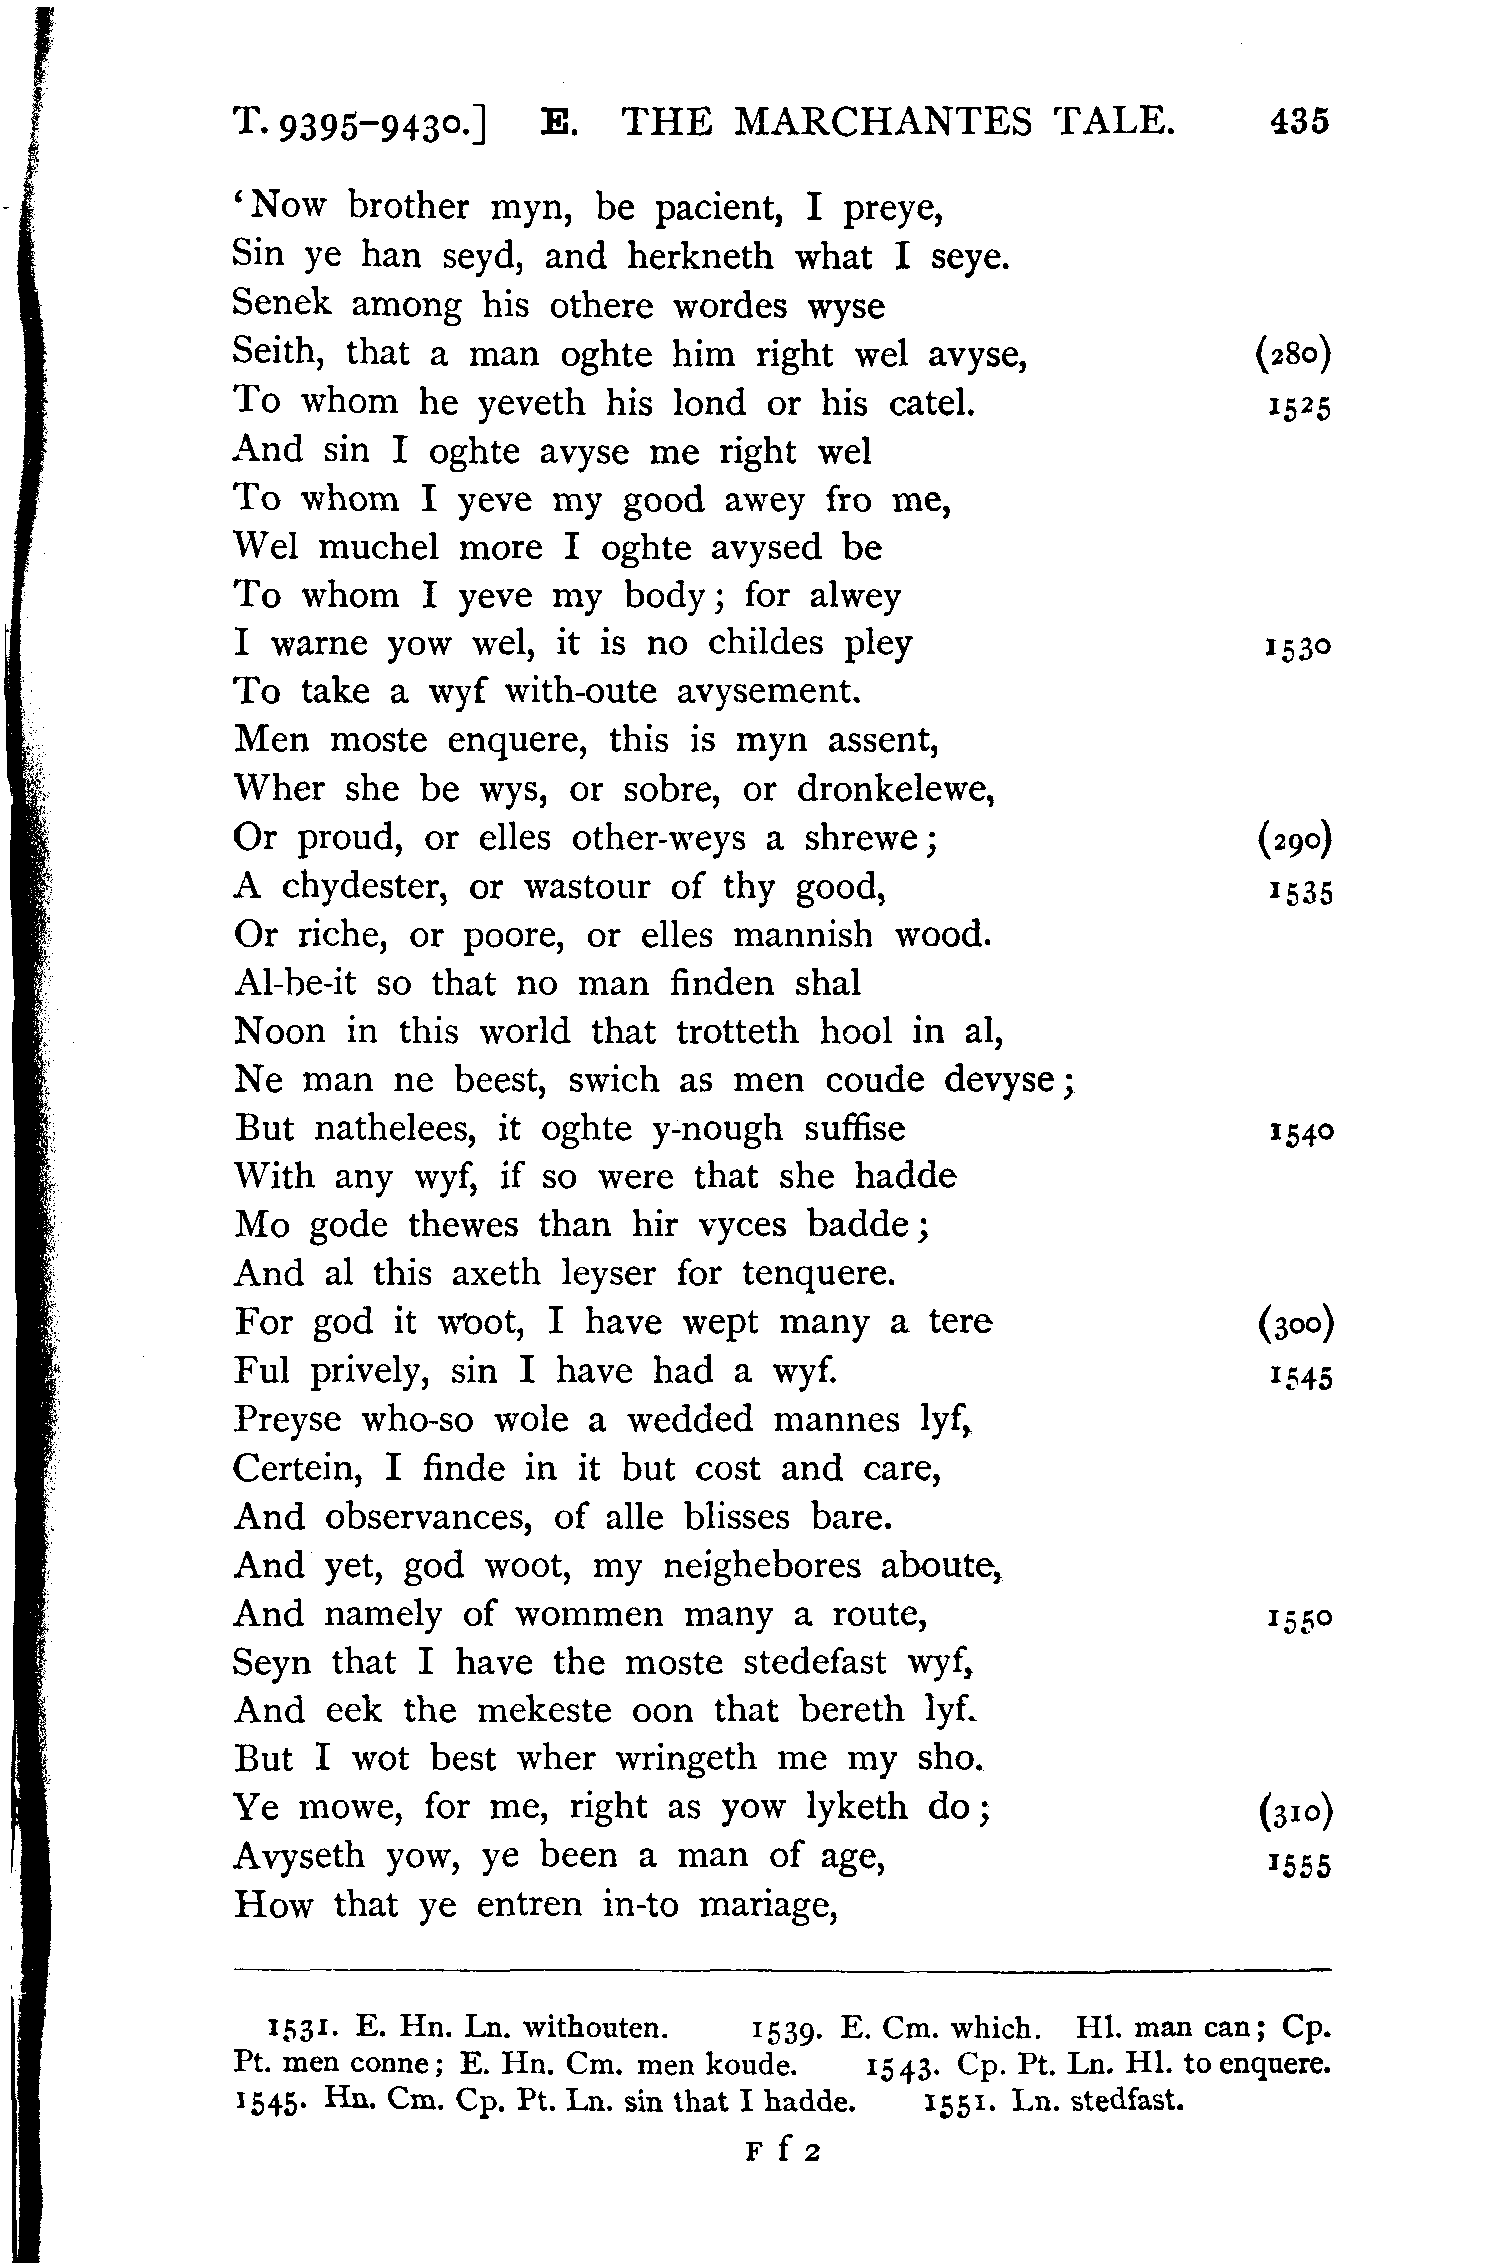 T. 9395-9430.] E. THE MARCHANTES TALE. 435
‘Now brother myn, be pacient, I preye,
Sin ye han seyd, and herkneth what I seye.
Senek among his othere wordes wyse
Seith, that a man oghte him right wel avyse, (280)
To whom he yeveth his lond or his catel. 1525
And sin I oghte avyse me right wel
To whom I yeve my good awey fro me,
Wel muchel more I oghte avysed be
To whom I yeve my body; for alwey
I warne yow wel, it is no childes pley 1530
To take a wyf with-oute avysement.
Men moste enquere, this is myn assent,
Wher she be wys, or sobre, or dronkelewe,
Or proud, or elles other-weys a shrewe; (290)
A chydester, or wastour of thy good, 1535
Or riche, or poore, or elles mannish wood.
Al-be-it so that no man finden shal
Noon in this world that trotteth hool in al,
Ne man ne beest, swich as men coude devyse;
But nathelees, it oghte y-nough suffise 1540
With any wyf, if so were that she hadde
Mo gode thewes than hir vyces badde;
And al this axeth leyser for tenquere.
For god it woot, I have wept many a tere (300)
Ful prively, sin I have had a wyf. 1545
Preyse who-so wole a wedded mannes lyf,
Certein, I finde in it but cost and care,
And observances, of alle blisses bare.
And yet, god woot, my neighebores aboute,
And namely of wommen many a route, 1550
Seyn that I have the moste stedefast wyf,
And eek the mekeste oon that bereth lyf.
But I wot best wher wringeth me my sho.
Ye mowe, for me, right as yow lyketh do; (310)
Avyseth yow, ye been a man of age, 1555
How that ye entren in-to mariage,
1531. E. Hn. Ln. withouten. 1539. E. Cm. which. Hl. man can; Cp.
Pt. men conne; E. Hn. Cm. men koude. 1543. Cp. Pt. Ln. Hl. to enquere.
1545. Hn. Cm. Cp. Pt. Ln. sin that I hadde. 1551. Ln. stedfast.
F f 2